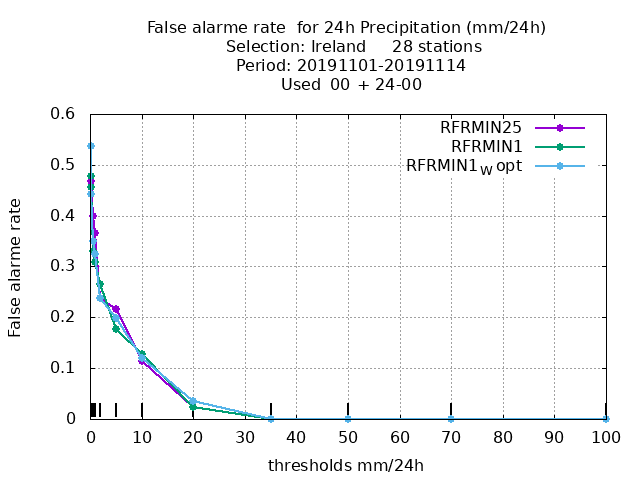 False alarme rate  for 24h Precipitation (mm/24h)
Selection: Ireland     28 stations
Period: 20191101-20191114
Used  00 + 24-00
0.6
0.5
0.4
0.3
0.2
0.1
0
RFRMIN25
RFRMIN1
RFRMIN1W opt
False alarme rate
0 10 20 30 40 50 60 70 80 90 100
thresholds mm/24h